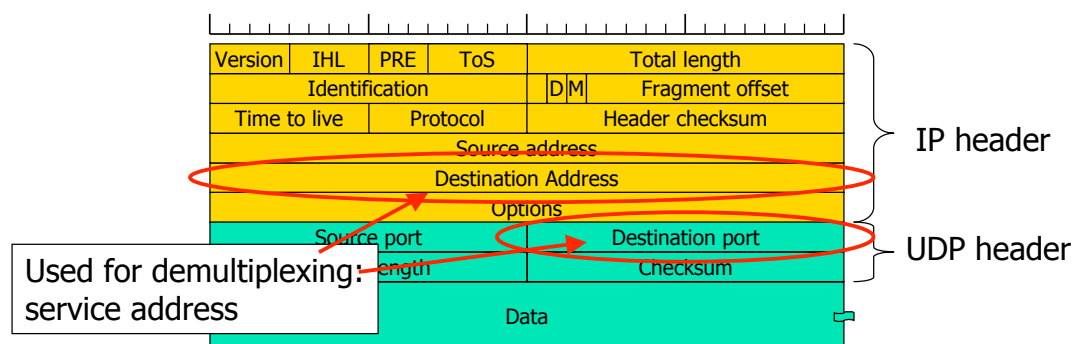 Version IHL PRE ToS Total length
Identification D M Fragment offset
Time to live Protocol Header checksum
Source address
IP header
Destination Address
Options
Source port Destination port
UDP header
Used for demultiplexing:
service address
Checksum
Data